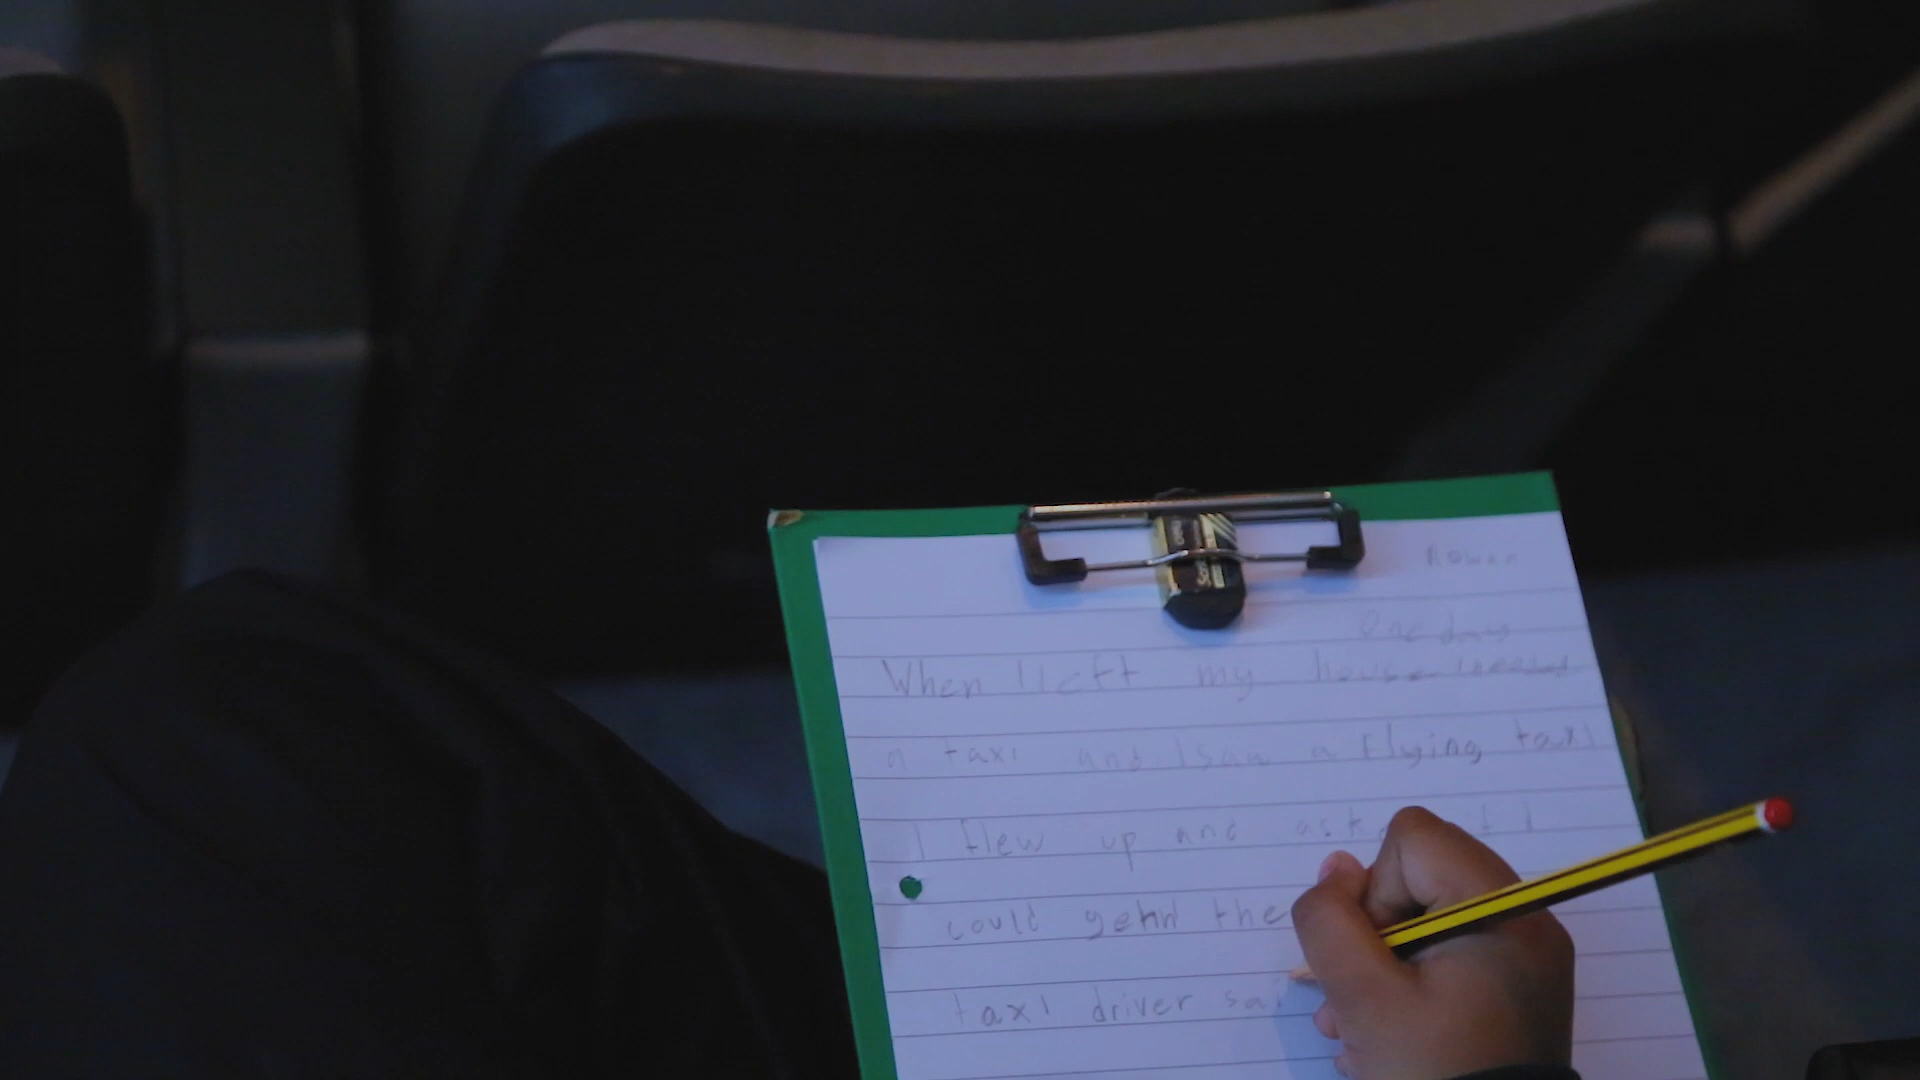 Rowan
One day
When I left my house
a taxi and I saw a Flying taxi
I flew up and ask I
could the
taxi driver sai